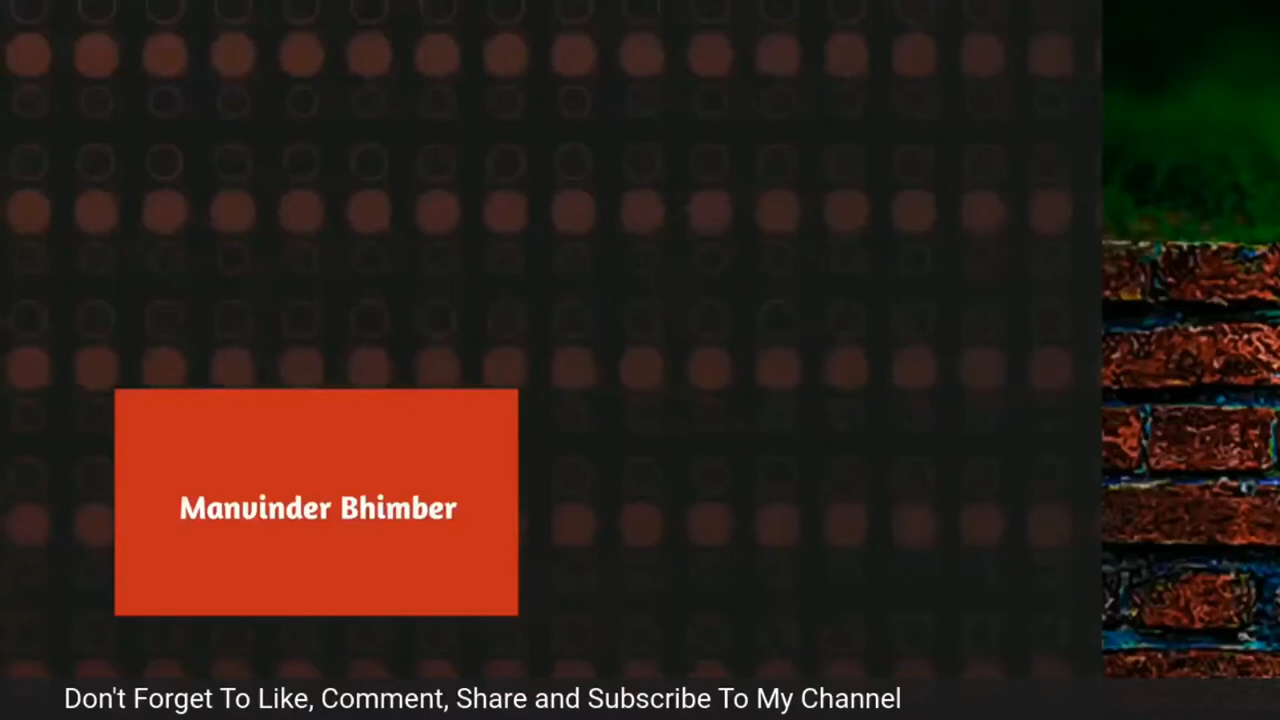 Manvinder Bhimber
Don't Forget To Like, Comment, Share and Subscribe To My Channel